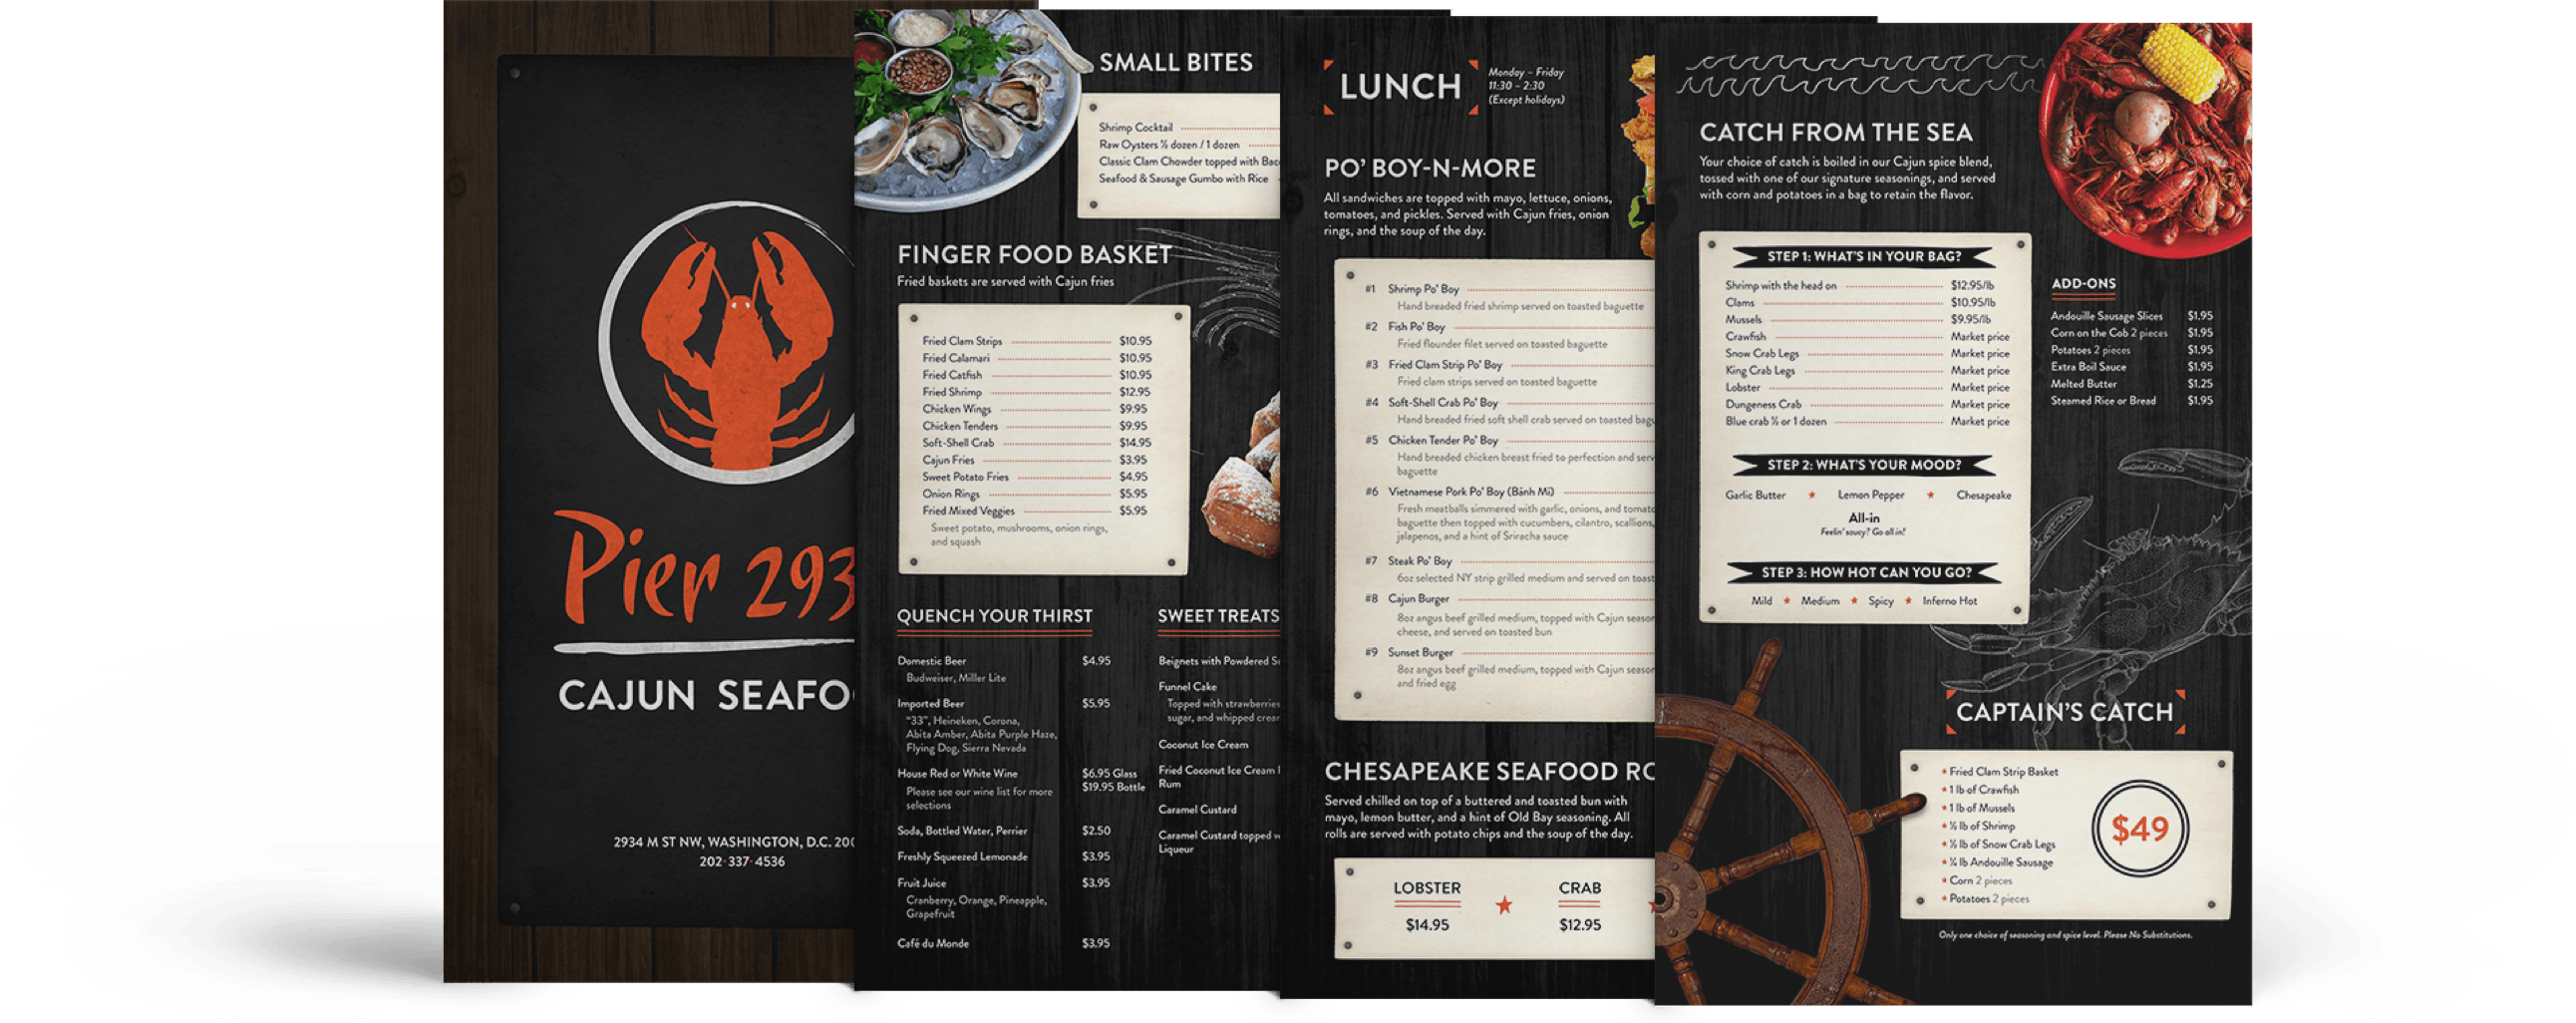 Pier 293
CAJUN SEAFO
2934 M ST NW, WASHINGTON, D.C. 200
202·337·4536
SMALL BITES
Shrimp Cocktail
Raw Oysters ½ dozen / 1 dozen
Classic Clam Chowder topped with Bac
Seafood & Sausage Gumbo with Rice
FINGER FOOD BASKET
Fried baskets are served with Cajun fries
Fried Clam Strips $10.95
Fried Calamari $10.95
Fried Catfish $10.95
Fried Shrimp $12.95
Chicken Wings $9.95
Chicken Tenders $9.95
Soft-Shell Crab $14.95
Cajun Fries $3.95
Sweet Potato Fries $4.95
Onion Rings $5.95
Fried Mixed Veggies $5.95
Sweet potato, mushrooms, onion rings,
and squash
QUENCH YOUR THIRST
Domestic Beer $4.95
Budweiser, Miller Lite
Imported Beer $5.95
"33", Heineken, Corona,
Abita Amber, Abita Purple Haze,
Flying Dog, Sierra Nevada
House Red or White Wine $6.95 Glass
$19.95 Bottle
Please see our wine list for more
selections
Soda, Bottled Water, Perrier $2.50
Freshly Squeezed Lemonade $3.95
Fruit Juice $3.95
Cranberry, Orange, Pineapple,
Grapefruit
Café du Monde $3.95
SWEET TREATS
Beignets with Powdered Su
Funnel Cake
Topped with strawberries
sugar, and whipped crear
Coconut Ice Cream
Fried Coconut Ice Cream
Rum
Caramel Custard
Caramel Custard topped w
Liqueur
LUNCH
Monday – Friday
11:30 – 2:30
(Except holidays)
PO' BOY-N-MORE
All sandwiches are topped with mayo, lettuce, onions,
tomatoes, and pickles. Served with Cajun fries, onion
rings, and the soup of the day.
#1 Shrimp Po' Boy
Hand breaded fried shrimp served on toasted baguette
#2 Fish Po' Boy
Fried flounder filet served on toasted baguette
#3 Fried Clam Strip Po' Boy
Fried clam strips served on toasted baguette
#4 Soft-Shell Crab Po' Boy
Hand breaded fried soft shell crab served on toasted bagu
#5 Chicken Tender Po' Boy
Hand breaded chicken breast fried to perfection and serv
baguette
#6 Vietnamese Pork Po' Boy (Bánh Mì)
Fresh meatballs simmered with garlic, onions, and tomato
baguette then topped with cucumbers, cilantro, scallions,
jalapenos, and a hint of Sriracha sauce
#7 Steak Po' Boy
6oz selected NY strip grilled medium and served on toast
#8 Cajun Burger
8oz angus beef grilled medium, topped with Cajun season
cheese, and served on toasted bun
#9 Sunset Burger
8oz angus beef grilled medium, topped with Cajun season
and fried egg
CHESAPEAKE SEAFOOD RO
Served chilled on top of a buttered and toasted bun with
mayo, lemon butter, and a hint of Old Bay seasoning. All
rolls are served with potato chips and the soup of the day.
LOBSTER ★ CRAB
$14.95 $12.95
CATCH FROM THE SEA
Your choice of catch is boiled in our Cajun spice blend,
tossed with one of our signature seasonings, and served
with corn and potatoes in a bag to retain the flavor.
STEP 1: WHAT'S IN YOUR BAG?
Shrimp with the head on $12.95/lb
Clams $10.95/lb
Mussels $9.95/lb
Crawfish Market price
Snow Crab Legs Market price
King Crab Legs Market price
Lobster Market price
Dungeness Crab Market price
Blue crab ½ or 1 dozen Market price
STEP 2: WHAT'S YOUR MOOD?
Garlic Butter ★ Lemon Pepper ★ Chesapeake
All-in
Feelin' saucy? Go all in!
STEP 3: HOW HOT CAN YOU GO?
Mild ★ Medium ★ Spicy ★ Inferno Hot
ADD-ONS
Andouille Sausage Slices $1.95
Corn on the Cob 2 pieces $1.95
Potatoes 2 pieces $1.95
Extra Boil Sauce $1.95
Melted Butter $1.25
Steamed Rice or Bread $1.95
CAPTAIN'S CATCH
★ Fried Clam Strip Basket
★ 1 lb of Crawfish
★ 1 lb of Mussels
★ ½ lb of Shrimp
★ ½ lb of Snow Crab Legs
★ ¼ lb Andouille Sausage
★ Corn 2 pieces
★ Potatoes 2 pieces
$49
Only one choice of seasoning and spice level. Please No Substitutions.